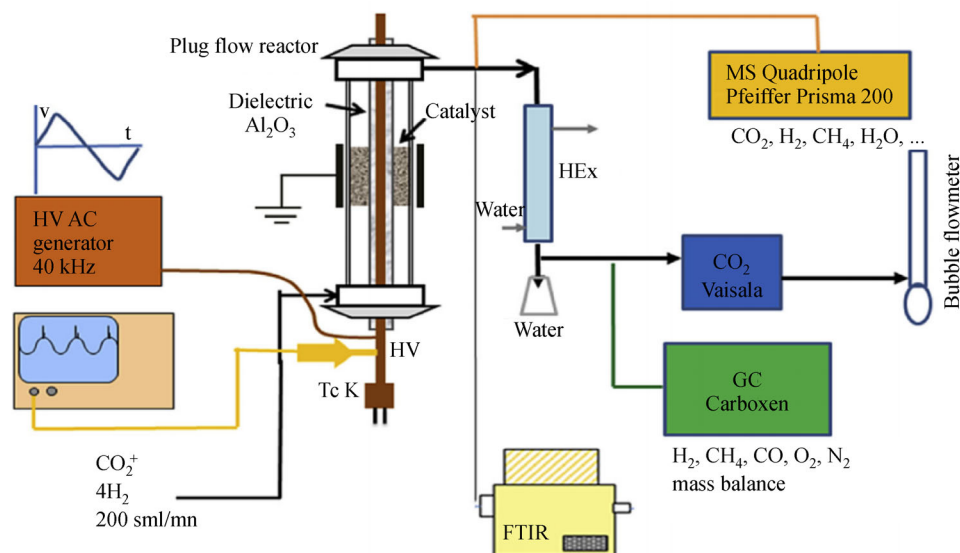 Plug flow reactor
Dielectric
Al₂O₃
Catalyst
v
t
HV AC
generator
40 kHz
HV
Tc K
CO₂⁺
4H₂
200 sml/mn
HEx
Water
Water
MS Quadripole
Pfeiffer Prisma 200
CO₂, H₂, CH₄, H₂O, ...
CO₂
Vaisala
Bubble flowmeter
GC
Carboxen
H₂, CH₄, CO, O₂, N₂
mass balance
FTIR